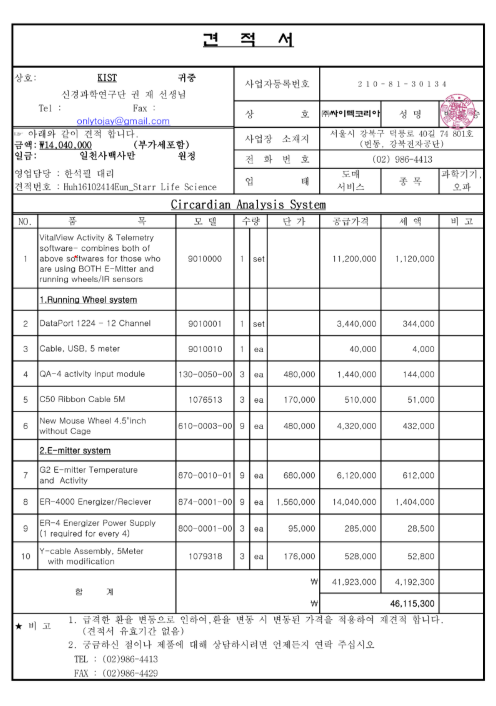 견 적 서
상호: KIST 귀중
신경과학연구단 권 재 선생님
Tel : Fax :
onlytojay@gmail.com
☞ 아래와 같이 견적 합니다.
금액: ₩14,040,000 (부가세포함)
일금: 일천사백사만 원정
영업담당 : 한석필 대리
견적번호 : Huh16102414Eum_Starr Life Science
사업자등록번호 210-81-30134
상 호 ㈜싸이텍코리아 성 명
사업장 소재지 서울시 강북구 덕릉로 40길 74 801호
(번동, 강북전자공단)
전 화 번 호 (02) 986-4413
업 태 도매 서비스 종 목 과학기기, 오파
Circardian Analysis System
NO. 품 목 모 델 수량 단 가 공급가격 세 액 비 고
1 VitalView Activity & Telemetry 9010000 1 set 11,200,000 1,120,000
software- combines both of
above softwares for those who
are using BOTH E-Mitter and
running wheels/IR sensors
1.Running Wheel system
2 DataPort 1224 - 12 Channel 9010001 1 set 3,440,000 344,000
3 Cable, USB, 5 meter 9010010 1 ea 40,000 4,000
4 QA-4 activity input module 130-0050-00 3 ea 480,000 1,440,000 144,000
5 C50 Ribbon Cable 5M 1076513 3 ea 170,000 510,000 51,000
6 New Mouse Wheel 4.5"inch 610-0003-00 9 ea 480,000 4,320,000 432,000
without Cage
2.E-mitter system
7 G2 E-mitter Temperature 870-0010-01 9 ea 680,000 6,120,000 612,000
and Activity
8 ER-4000 Energizer/Reciever 874-0001-00 9 ea 1,560,000 14,040,000 1,404,000
9 ER-4 Energizer Power Supply 800-0001-00 3 ea 95,000 285,000 28,500
(1 required for every 4)
10 Y-cable Assembly, 5Meter 1079318 3 ea 176,000 528,000 52,800
with modification
합 계 ₩ 41,923,000 4,192,300
₩ 46,115,300
★ 비 고 1. 급격한 환율 변동으로 인하여,환율 변동 시 변동된 가격을 적용하여 재견적 합니다.
(견적서 유효기간 없음)
2. 궁금하신 점이나 제품에 대해 상담하시려면 언제든지 연락 주십시오
TEL : (02)986-4413
FAX : (02)986-4429